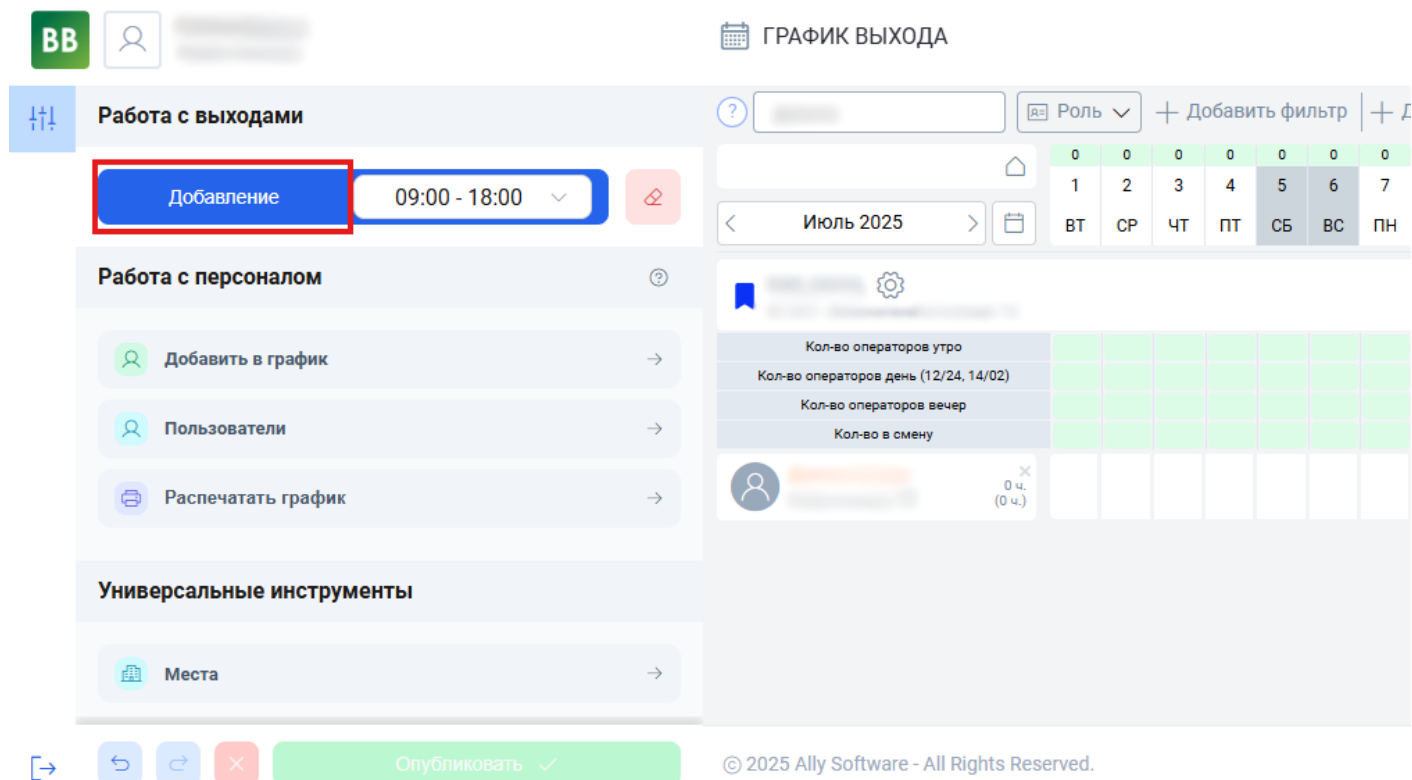 BB
ГРАФИК ВЫХОДА
Работа с выходами
Добавление
09:00 - 18:00
Работа с персоналом
Добавить в график
Пользователи
Распечатать график
Универсальные инструменты
Места
Опубликовать
?
Роль
Добавить фильтр
0 0 0 0 0 0 0
1 2 3 4 5 6 7
Июль 2025
ВТ СР ЧТ ПТ СБ ВС ПН
Кол-во операторов утро
Кол-во операторов день (12/24, 14/02)
Кол-во операторов вечер
Кол-во в смену
0 ч.
(0 ч.)
© 2025 Ally Software - All Rights Reserved.